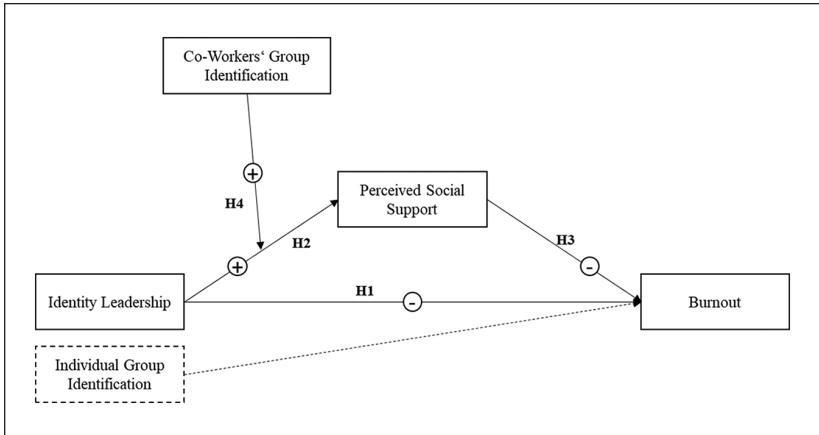 Co-Workers‘ Group
Identification
+
H4
Perceived Social
Support
H2
+
H3
-
Identity Leadership
H1
-
Burnout
Individual Group
Identification